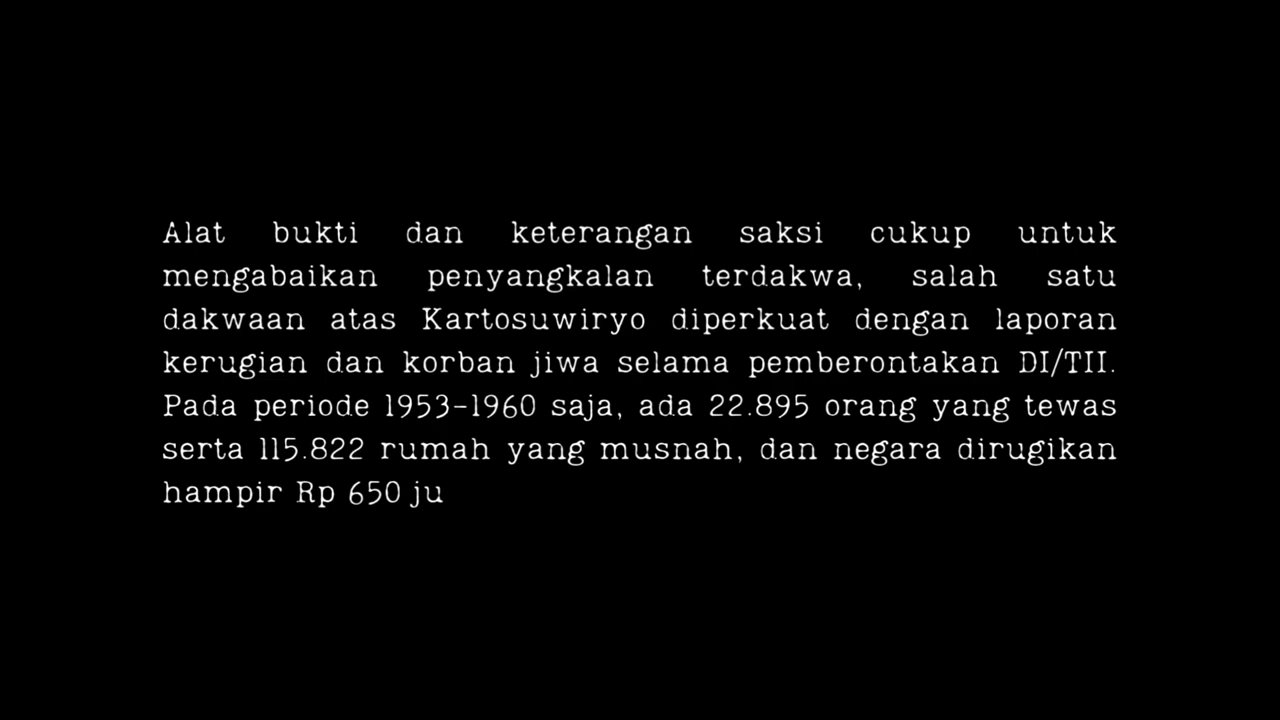 Alat bukti dan keterangan saksi cukup untuk
mengabaikan penyangkalan terdakwa, salah satu
dakwaan atas Kartosuwiryo diperkuat dengan laporan
kerugian dan korban jiwa selama pemberontakan DI/TII.
Pada periode 1953-1960 saja, ada 22.895 orang yang tewas
serta 115.822 rumah yang musnah, dan negara dirugikan
hampir Rp 650 ju